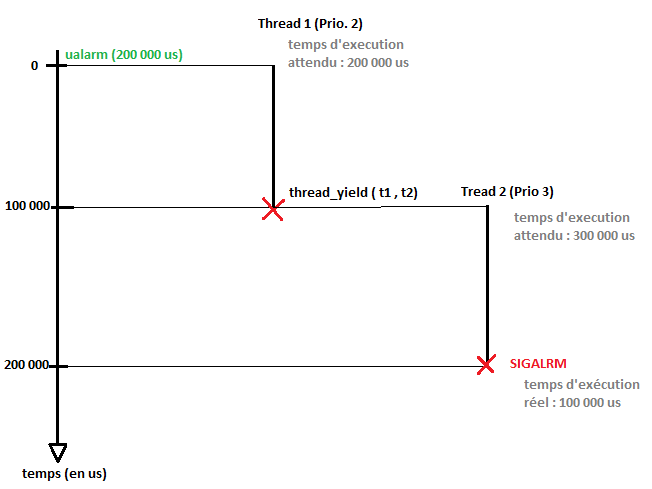 Thread 1 (Prio. 2)
temps d'execution
attendu : 200 000 us
ualarm (200 000 us)
0
thread_yield ( t1 , t2)
Tread 2 (Prio 3)
100 000
temps d'execution
attendu : 300 000 us
200 000
SIGALRM
temps d'exécution
réel : 100 000 us
temps (en us)